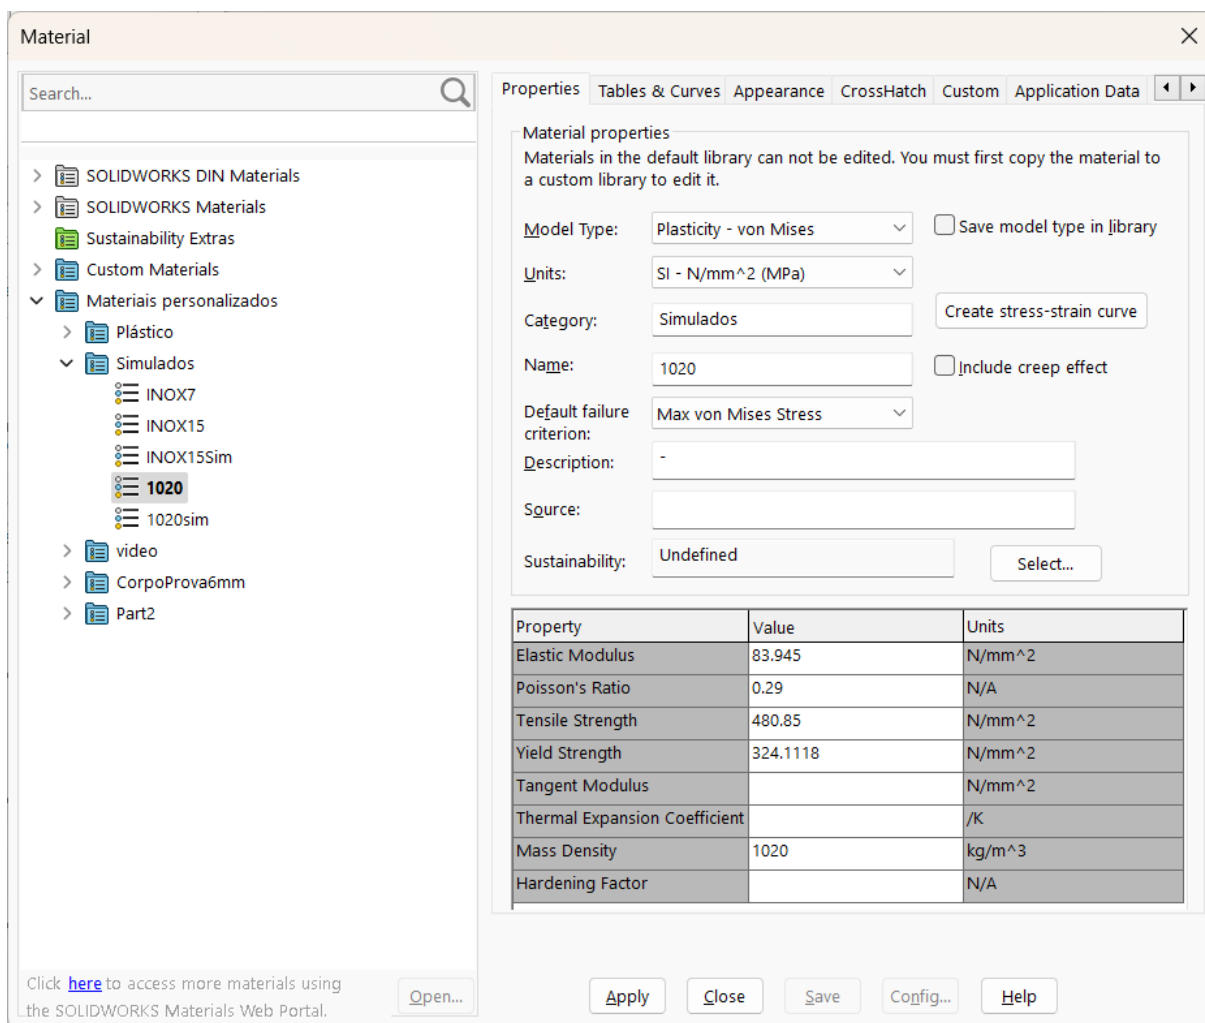 Material
Search...
SOLIDWORKS DIN Materials
SOLIDWORKS Materials
Sustainability Extras
Custom Materials
Materiais personalizados
Plástico
Simulados
INOX7
INOX15
INOX15Sim
1020
1020sim
video
CorpoProva6mm
Part2
Click here to access more materials using
the SOLIDWORKS Materials Web Portal.
Open...
Properties Tables & Curves Appearance CrossHatch Custom Application Data
Material properties
Materials in the default library can not be edited. You must first copy the material to
a custom library to edit it.
Model Type: Plasticity - von Mises Save model type in library
Units: SI - N/mm^2 (MPa)
Category: Simulados Create stress-strain curve
Name: 1020 Include creep effect
Default failure
criterion: Max von Mises Stress
Description: -
Source:
Sustainability: Undefined Select...
Property Value Units
Elastic Modulus 83.945 N/mm^2
Poisson's Ratio 0.29 N/A
Tensile Strength 480.85 N/mm^2
Yield Strength 324.1118 N/mm^2
Tangent Modulus N/mm^2
Thermal Expansion Coefficient /K
Mass Density 1020 kg/m^3
Hardening Factor N/A
Apply Close Save Config... Help